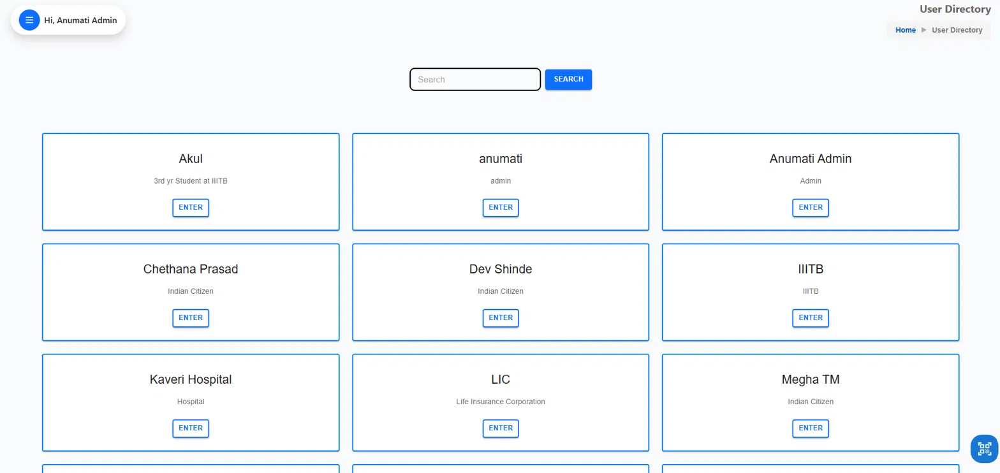 Hi, Anumati Admin
User Directory
Home ▶ User Directory
Search
SEARCH
Akul
3rd yr Student at IIITB
ENTER
anumati
admin
ENTER
Anumati Admin
Admin
ENTER
Chethana Prasad
Indian Citizen
ENTER
Dev Shinde
Indian Citizen
ENTER
IIITB
IIITB
ENTER
Kaveri Hospital
Hospital
ENTER
LIC
Life Insurance Corporation
ENTER
Megha TM
Indian Citizen
ENTER